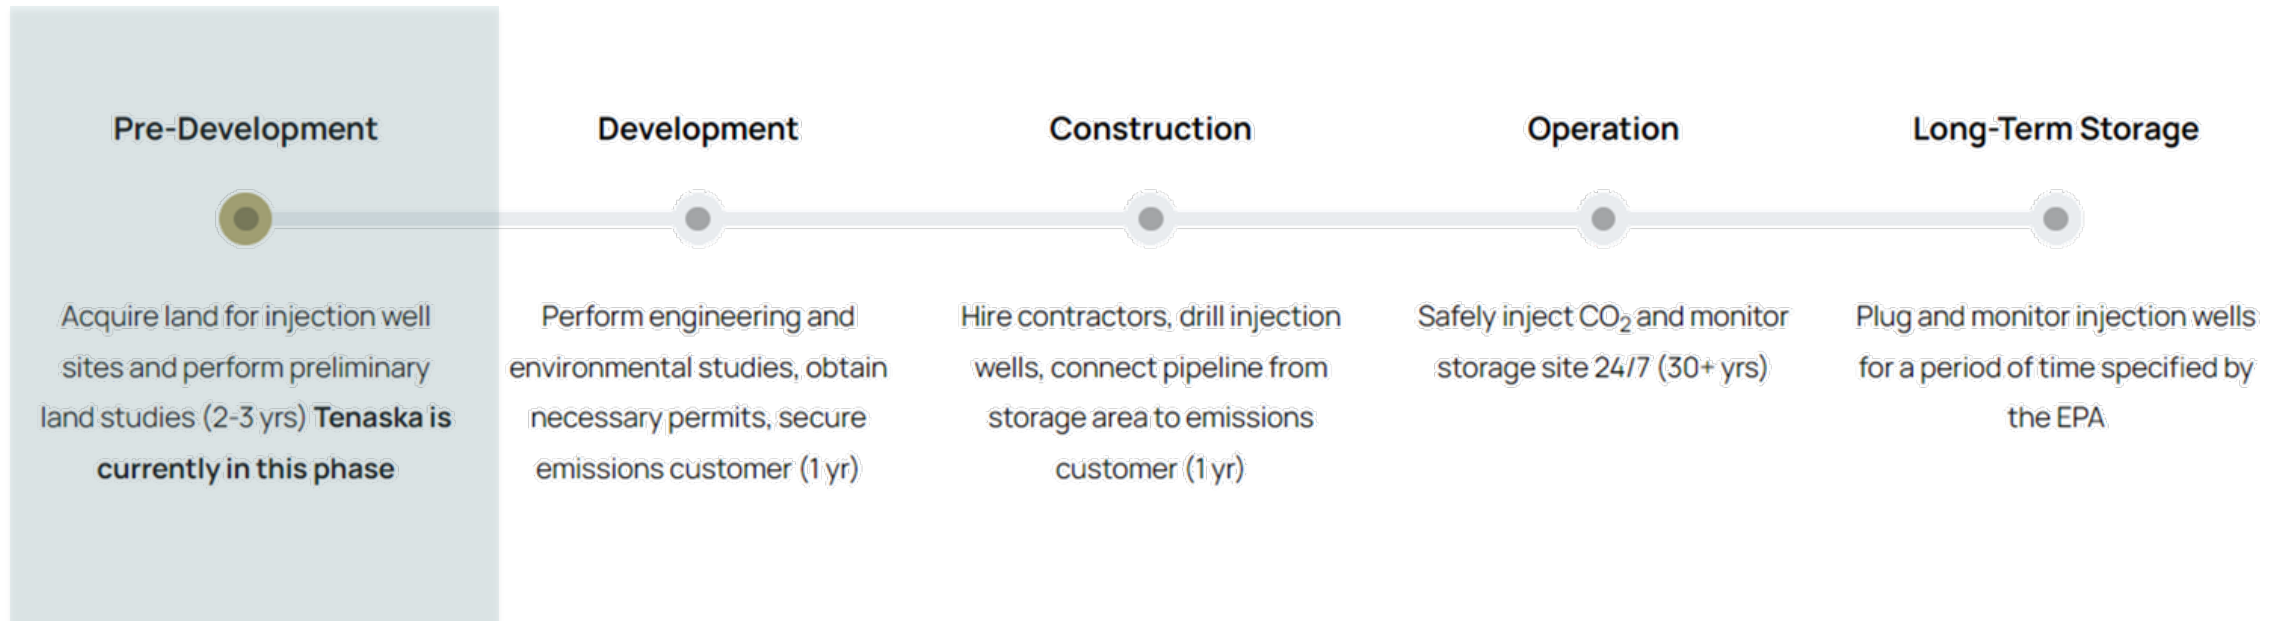 Pre-Development
Acquire land for injection well
sites and perform preliminary
land studies (2-3 yrs) Tenaska is
currently in this phase
Development
Perform engineering and
environmental studies, obtain
necessary permits, secure
emissions customer (1 yr)
Construction
Hire contractors, drill injection
wells, connect pipeline from
storage area to emissions
customer (1 yr)
Operation
Safely inject CO₂ and monitor
storage site 24/7 (30+ yrs)
Long-Term Storage
Plug and monitor injection wells
for a period of time specified by
the EPA